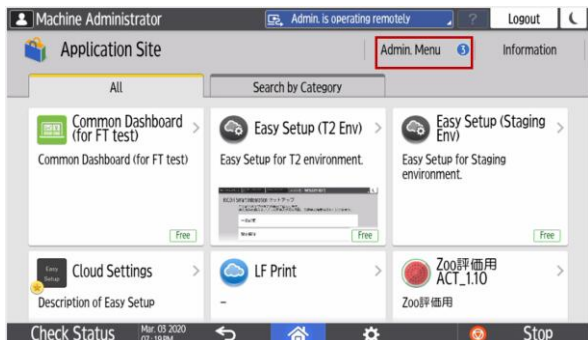 Machine Administrator
Admin. is operating remotely
?
Logout
Application Site
Admin. Menu 3
Information
All
Search by Category
Common Dashboard
(for FT test)
Common Dashboard (for FT test)
Free
Easy Setup (T2 Env)
Easy Setup for T2 environment.
Free
Easy Setup (Staging
Env)
Easy Setup for Staging
environment.
Free
Easy
Setup
Cloud Settings
Description of Easy Setup
LF Print
–
Zoo評価用
ACT_1.10
Zoo評価用
Check Status
Mar. 03 2020
07:19PM
Stop